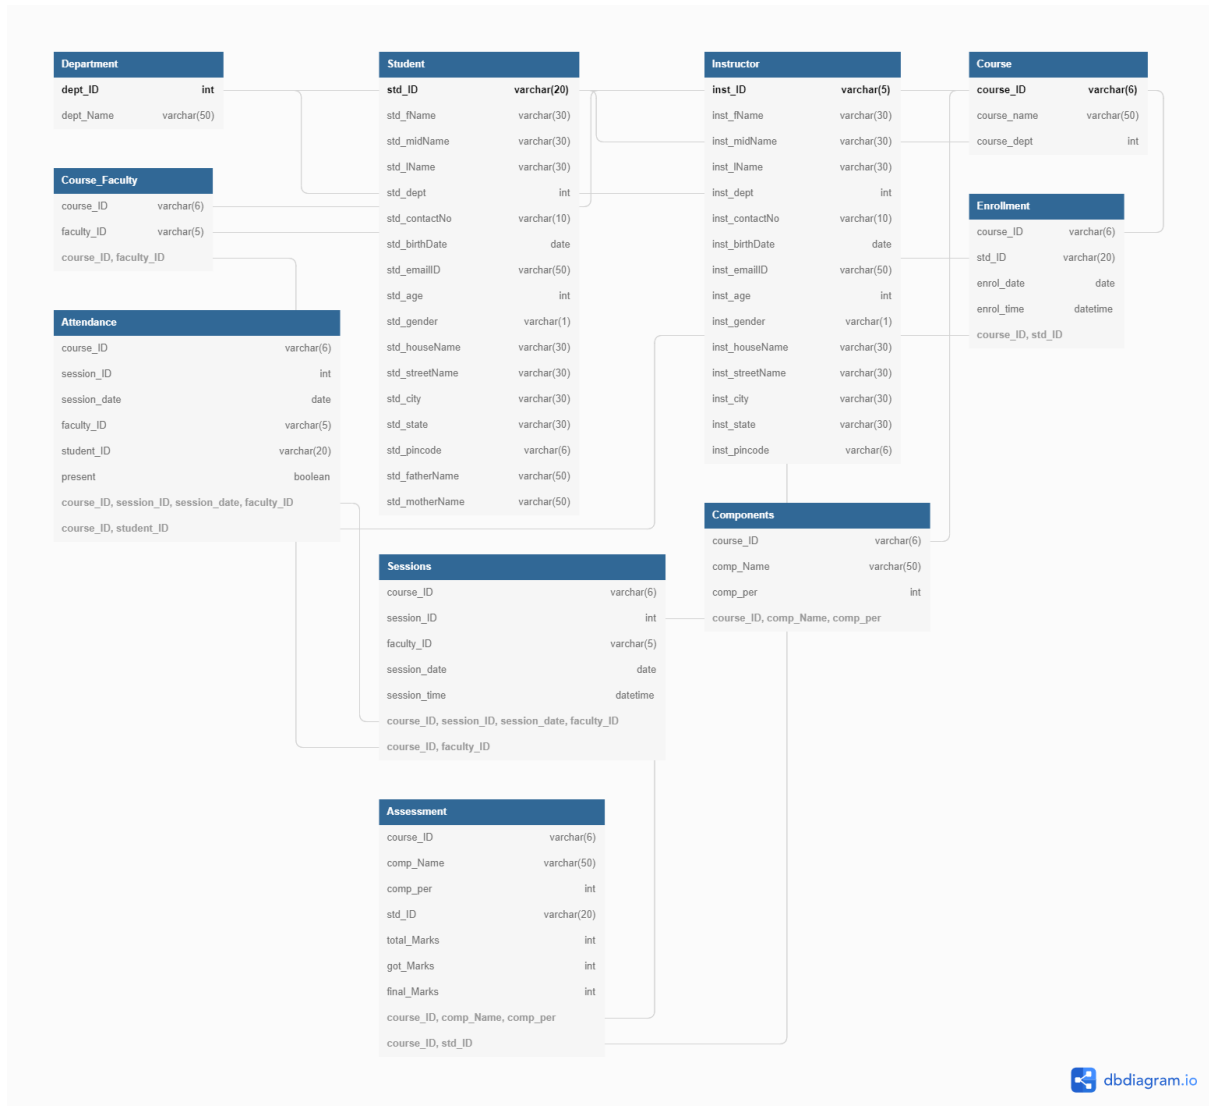 Department
dept_ID int
dept_Name varchar(50)
Course_Faculty
course_ID varchar(6)
faculty_ID varchar(5)
course_ID, faculty_ID
Attendance
course_ID varchar(6)
session_ID int
session_date date
faculty_ID varchar(5)
student_ID varchar(20)
present boolean
course_ID, session_ID, session_date, faculty_ID
course_ID, student_ID
Student
std_ID varchar(20)
std_fName varchar(30)
std_midName varchar(30)
std_lName varchar(30)
std_dept int
std_contactNo varchar(10)
std_birthDate date
std_emailID varchar(50)
std_age int
std_gender varchar(1)
std_houseName varchar(30)
std_streetName varchar(30)
std_city varchar(30)
std_state varchar(30)
std_pincode varchar(6)
std_fatherName varchar(50)
std_motherName varchar(50)
Sessions
course_ID varchar(6)
session_ID int
faculty_ID varchar(5)
session_date date
session_time datetime
course_ID, session_ID, session_date, faculty_ID
course_ID, faculty_ID
Assessment
course_ID varchar(6)
comp_Name varchar(50)
comp_per int
std_ID varchar(20)
total_Marks int
got_Marks int
final_Marks int
course_ID, comp_Name, comp_per
course_ID, std_ID
Instructor
inst_ID varchar(5)
inst_fName varchar(30)
inst_midName varchar(30)
inst_lName varchar(30)
inst_dept int
inst_contactNo varchar(10)
inst_birthDate date
inst_emailID varchar(50)
inst_age int
inst_gender varchar(1)
inst_houseName varchar(30)
inst_streetName varchar(30)
inst_city varchar(30)
inst_state varchar(30)
inst_pincode varchar(6)
Components
course_ID varchar(6)
comp_Name varchar(50)
comp_per int
course_ID, comp_Name, comp_per
Course
course_ID varchar(6)
course_name varchar(50)
course_dept int
Enrollment
course_ID varchar(6)
std_ID varchar(20)
enrol_date date
enrol_time datetime
course_ID, std_ID
dbdiagram.io